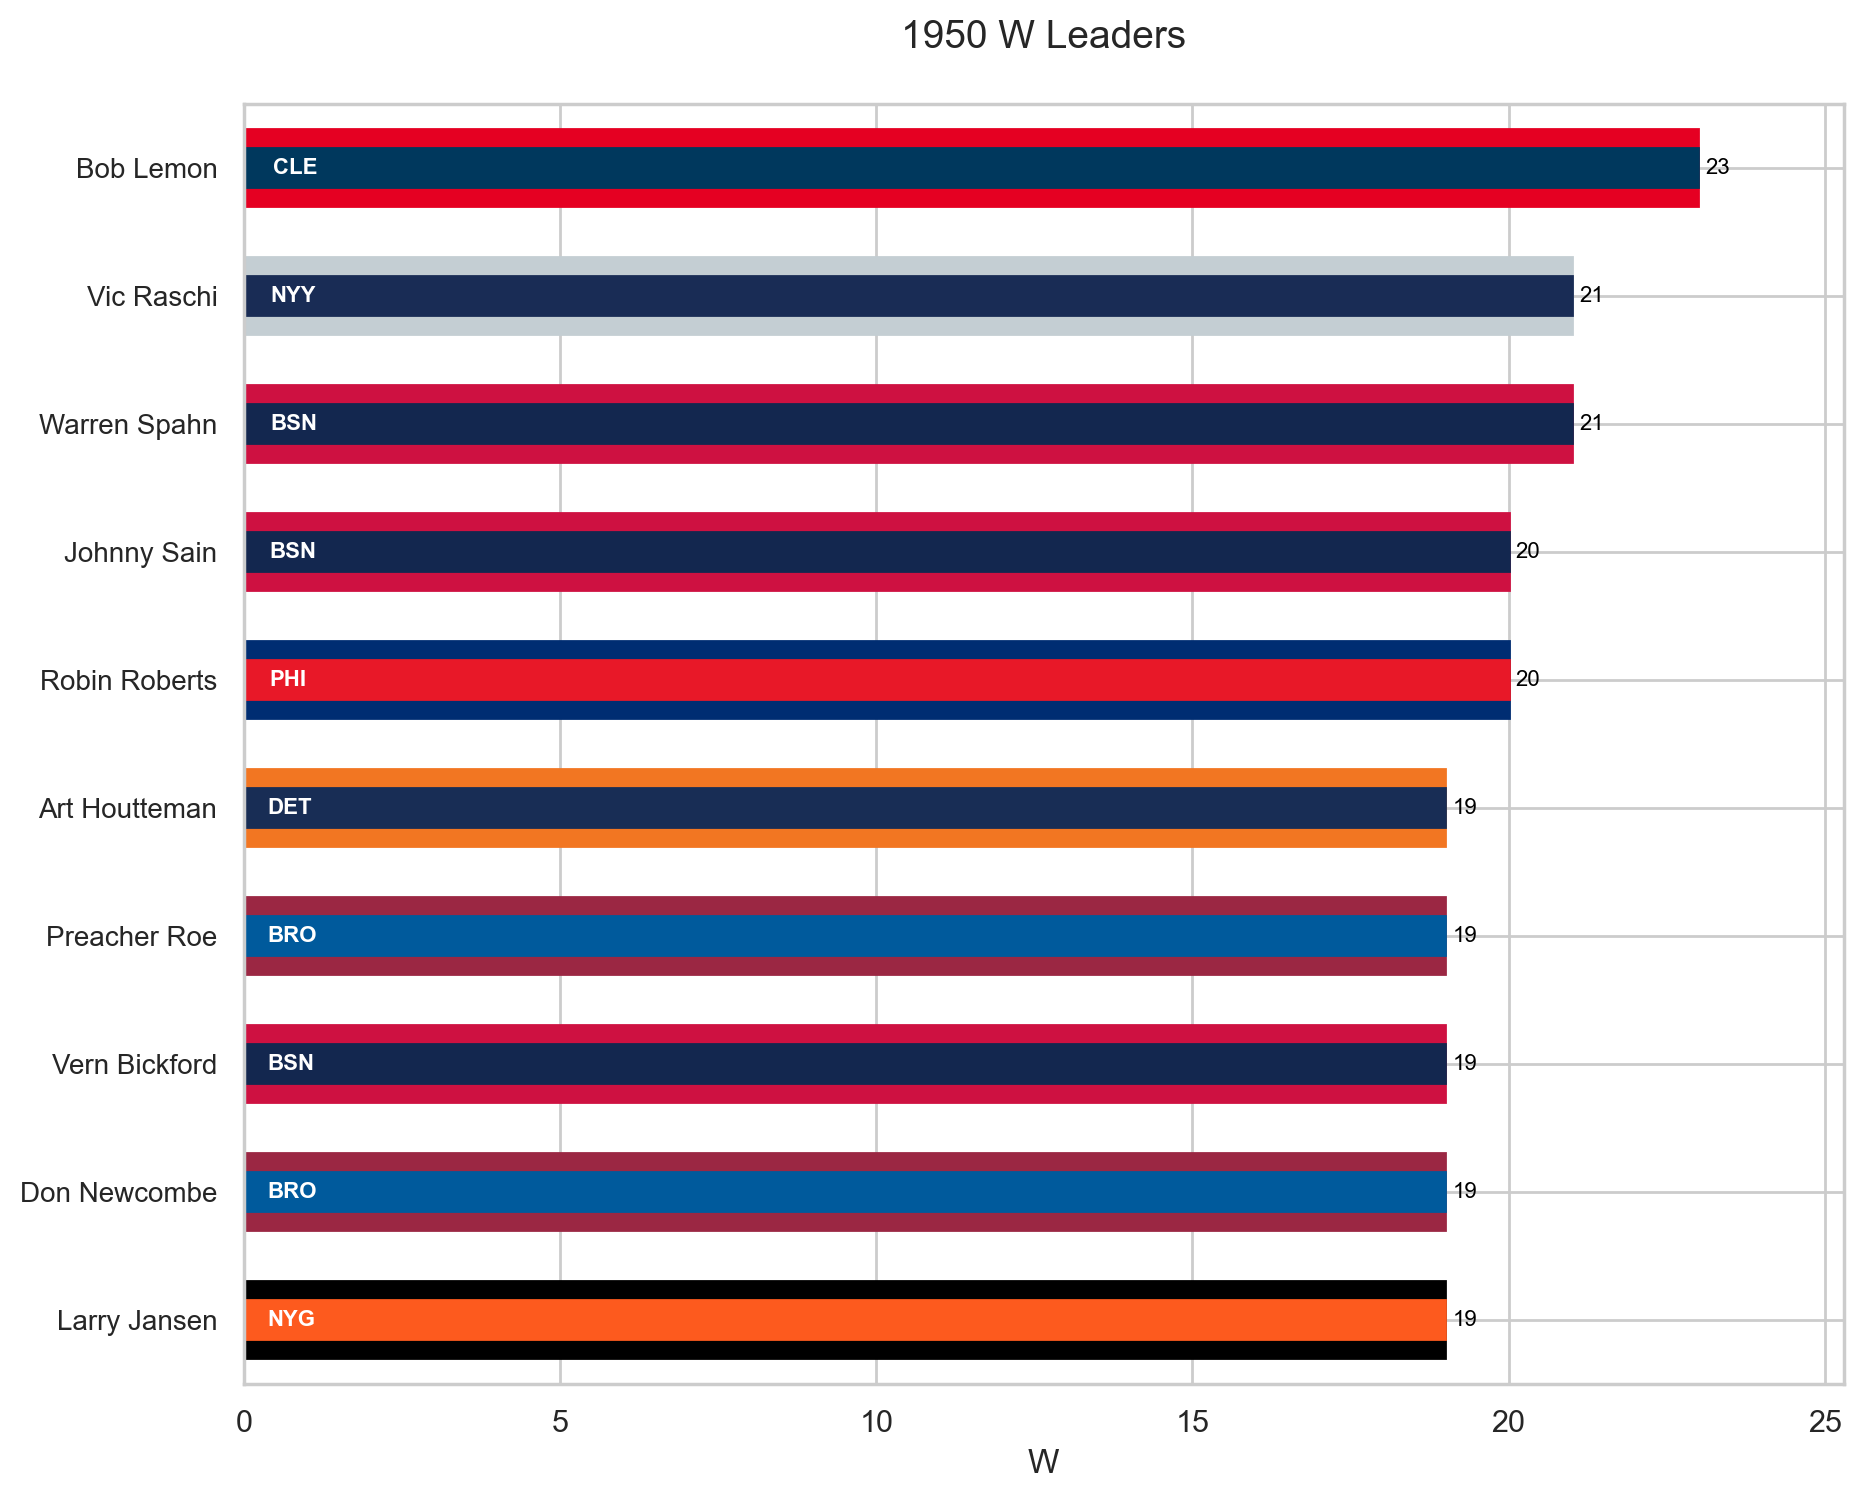 1950 W Leaders
Bob Lemon CLE 23
Vic Raschi NYY 21
Warren Spahn BSN 21
Johnny Sain BSN 20
Robin Roberts PHI 20
Art Houtteman DET 19
Preacher Roe BRO 19
Vern Bickford BSN 19
Don Newcombe BRO 19
Larry Jansen NYG 19
0 5 10 15 20 25
W